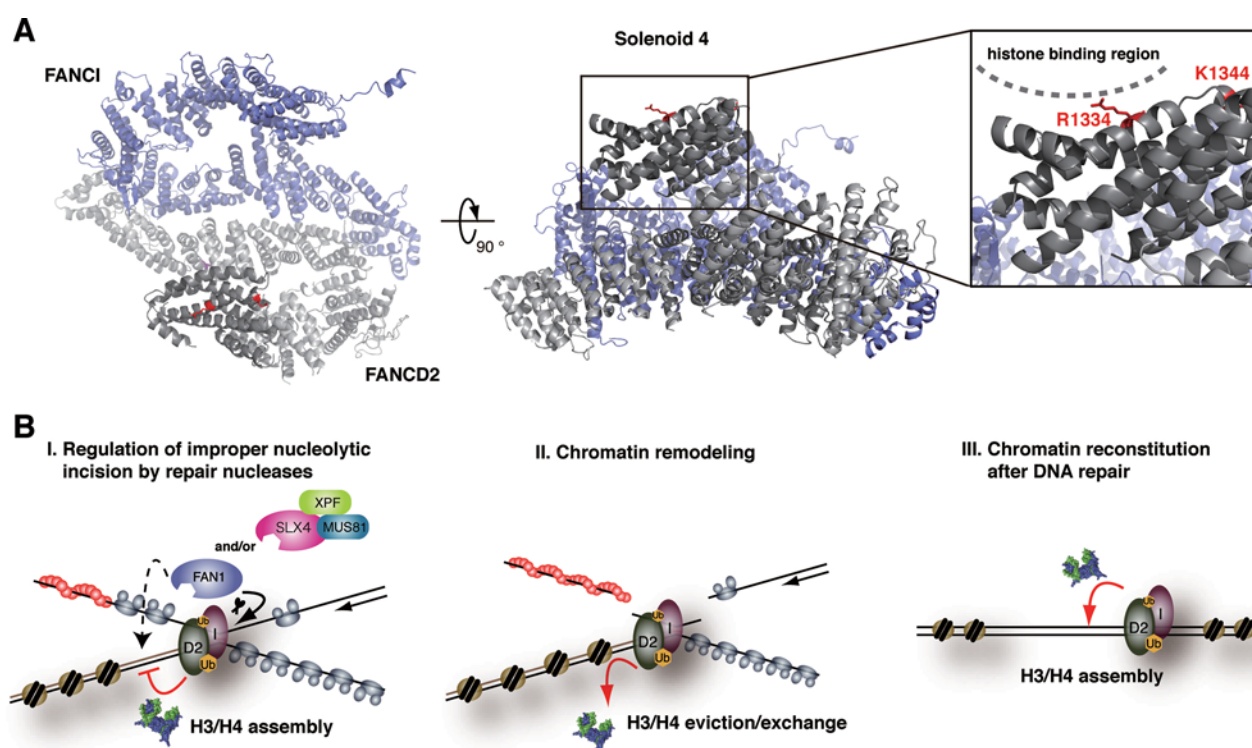 A
FANCI
FANCD2
90 °
Solenoid 4
histone binding region
K1344
R1334
B
I. Regulation of improper nucleolytic
incision by repair nucleases
XPF
SLX4
MUS81
and/or
FAN1
Ub
I
D2
Ub
H3/H4 assembly
II. Chromatin remodeling
Ub
I
D2
Ub
H3/H4 eviction/exchange
III. Chromatin reconstitution
after DNA repair
Ub
I
D2
Ub
H3/H4 assembly